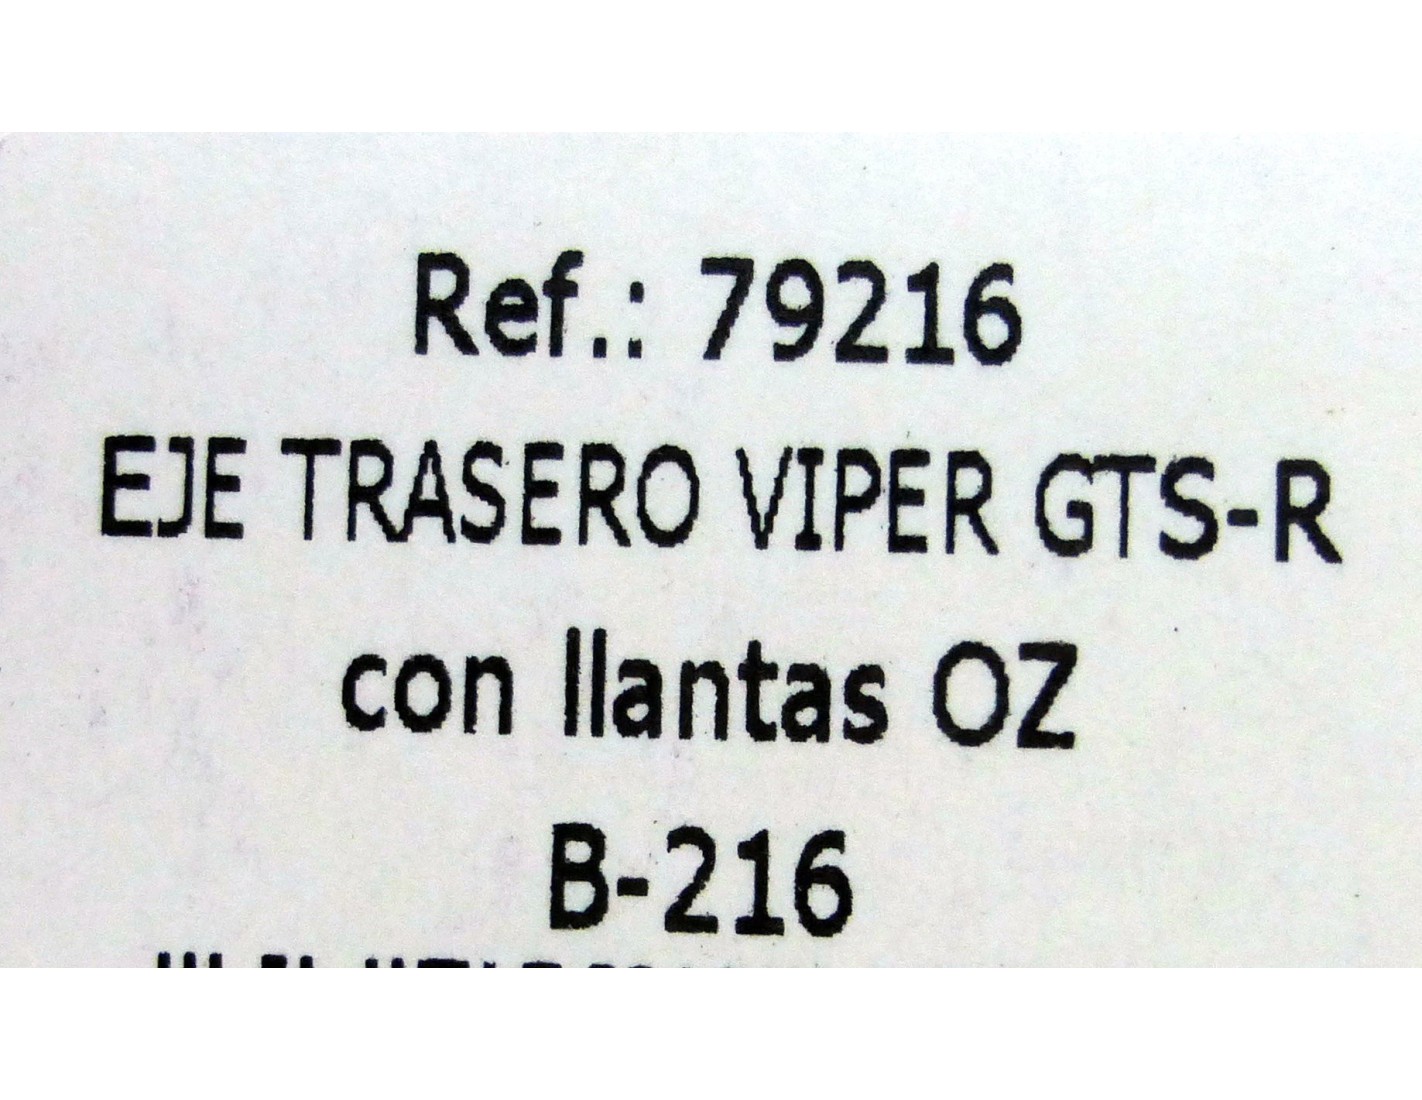 Ref.: 79216
EJE TRASERO VIPER GTS-R
con llantas OZ
B-216